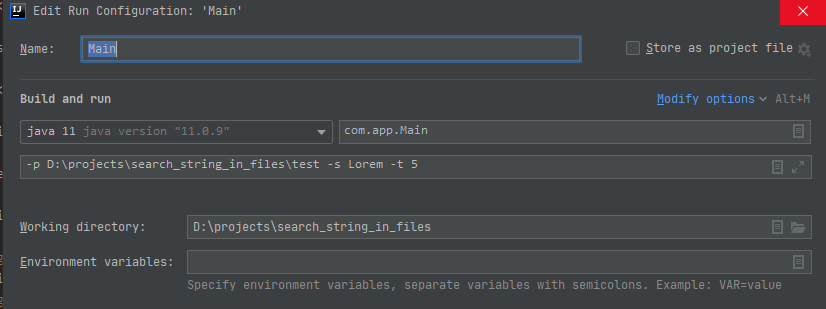 IJ Edit Run Configuration: 'Main'
Name: Main Store as project file
Build and run Modify options Alt+M
java 11 java version "11.0.9" com.app.Main
-p D:\projects\search_string_in_files\test -s Lorem -t 5
Working directory: D:\projects\search_string_in_files
Environment variables:
Specify environment variables, separate variables with semicolons. Example: VAR=value